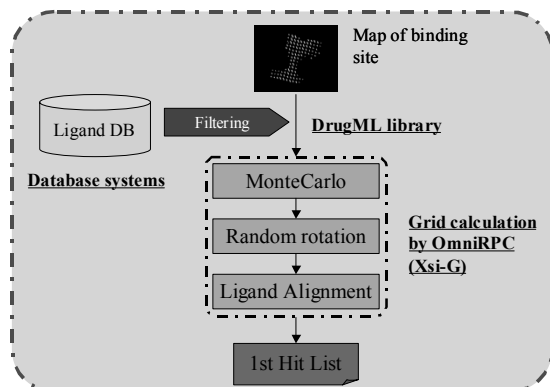 Map of binding
site
Ligand DB
Filtering
DrugML library
Database systems
MonteCarlo
Random rotation
Ligand Alignment
Grid calculation
by OmniRPC
(Xsi-G)
1st Hit List